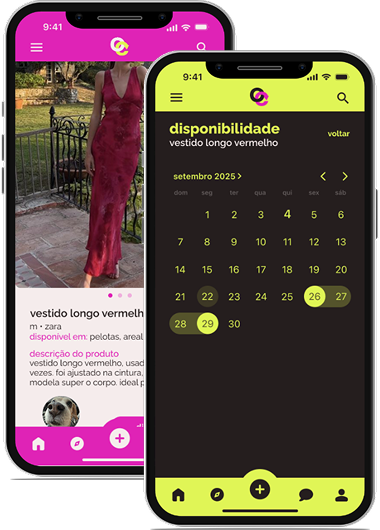 9:41
vestido longo vermelh
m • zara
disponível em: pelotas, areal
descrição do produto
vestido longo vermelho, usad
vezes. foi ajustado na cintura,
modela super o corpo. ideal p
9:41
disponibilidade
vestido longo vermelho
voltar
setembro 2025
dom seg ter qua qui sex sáb
1 2 3 4 5 6
7 8 9 10 11 12 13
14 15 16 17 18 19 20
21 22 23 24 25 26 27
28 29 30